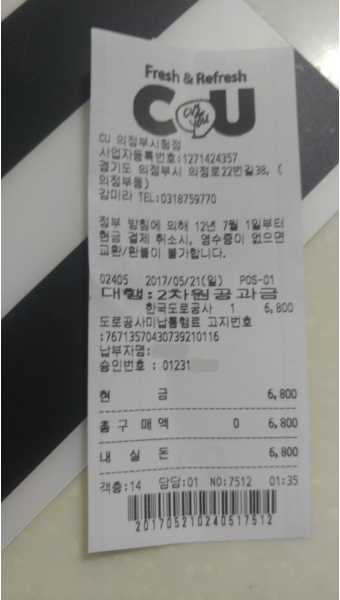 Fresh & Refresh
CU
CVS for YOU
CU 의정부시청점
사업자등록번호:1271424357
경기도 의정부시 의정로22번길38, (
의정부동)
강미라 TEL:0318759770
정부 방침에 의해 12년 7월 1일부터
현금 결제 취소시, 영수증이 없으면
교환/환불이 불가합니다.
02405 2017/05/21(일) POS-01
대행:2차원공과금
한국도로공사 1 6,800
도로공사미납통행료 고지번호
:7671357043073921011​6
납부자명:
승인번호 : 01231
현 금 6,800
총 구 매 액 0 6,800
내 실 돈 6,800
객층:14 담당:01 NO:7512 01:35
201705210240517512